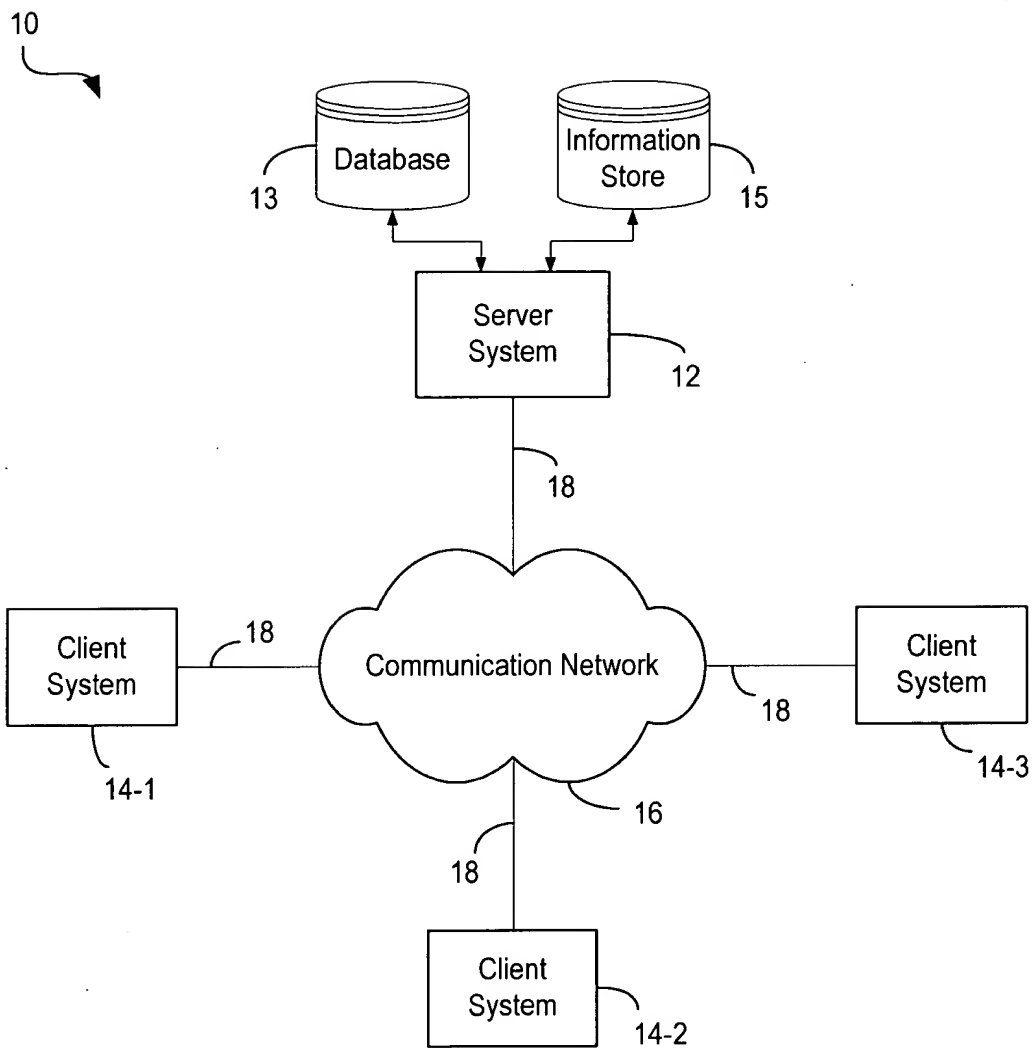 10
Database
Information
Store
13
15
Server
System
12
18
Client
System
18
Communication Network
18
Client
System
14-1
14-3
16
18
Client
System
14-2